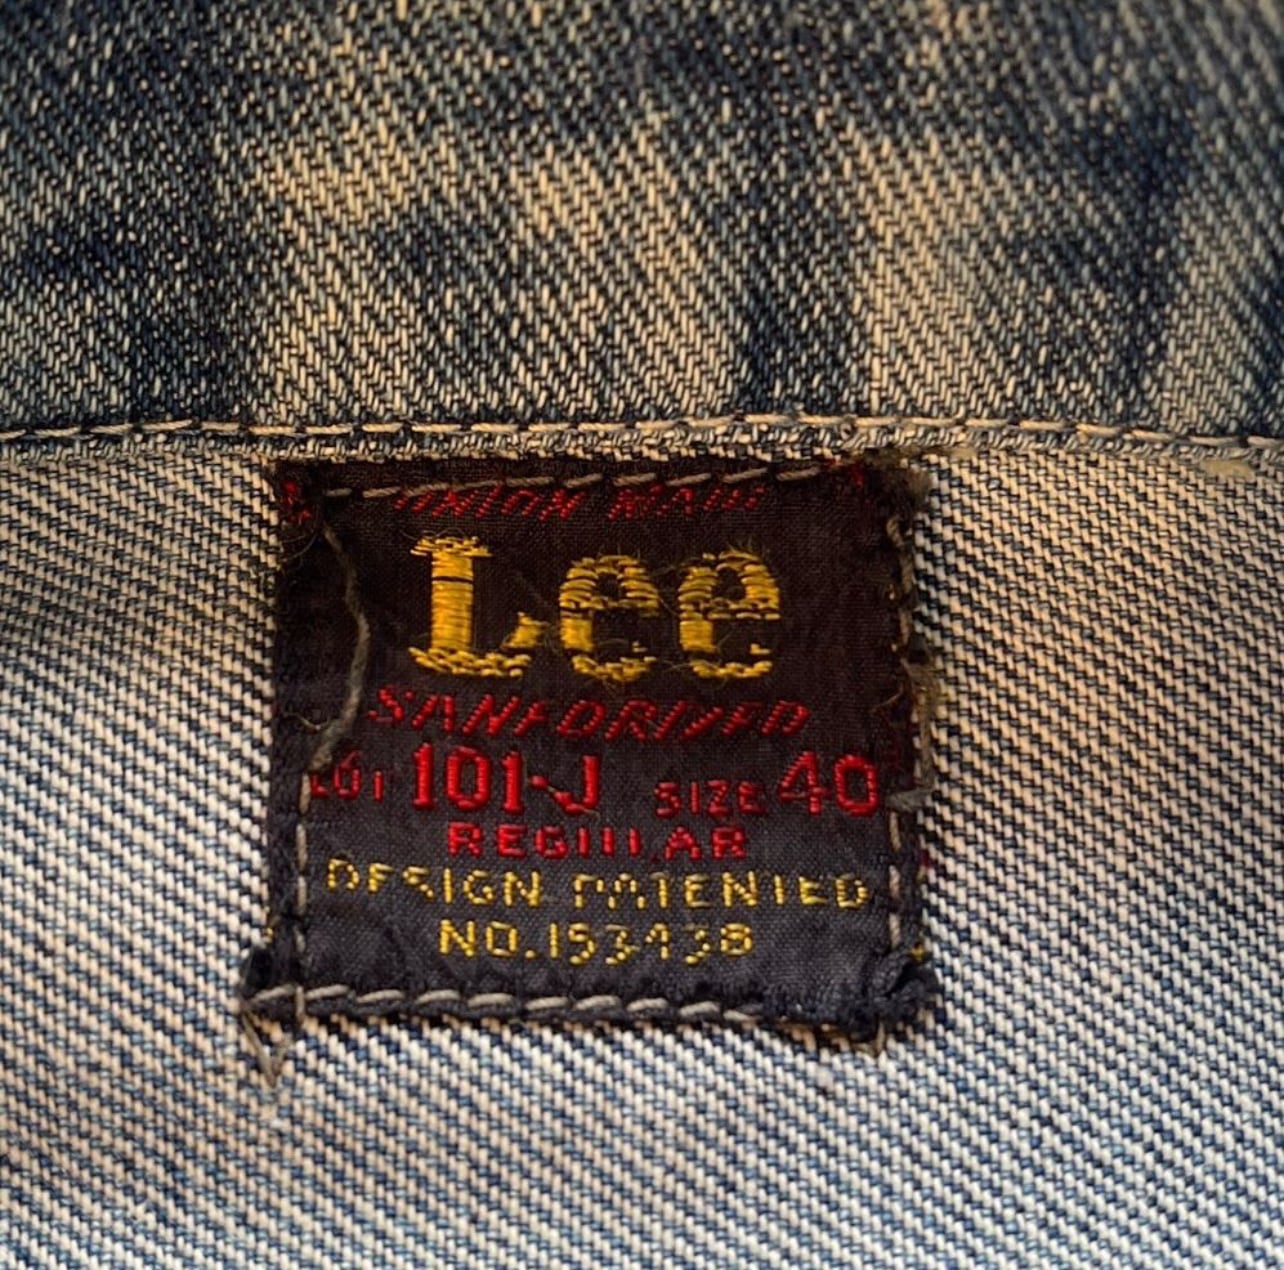 UNION MADE
Lee
SANFORIZED
LOT 101-J SIZE 40
REGULAR
DESIGN PATENTED
NO. 153438